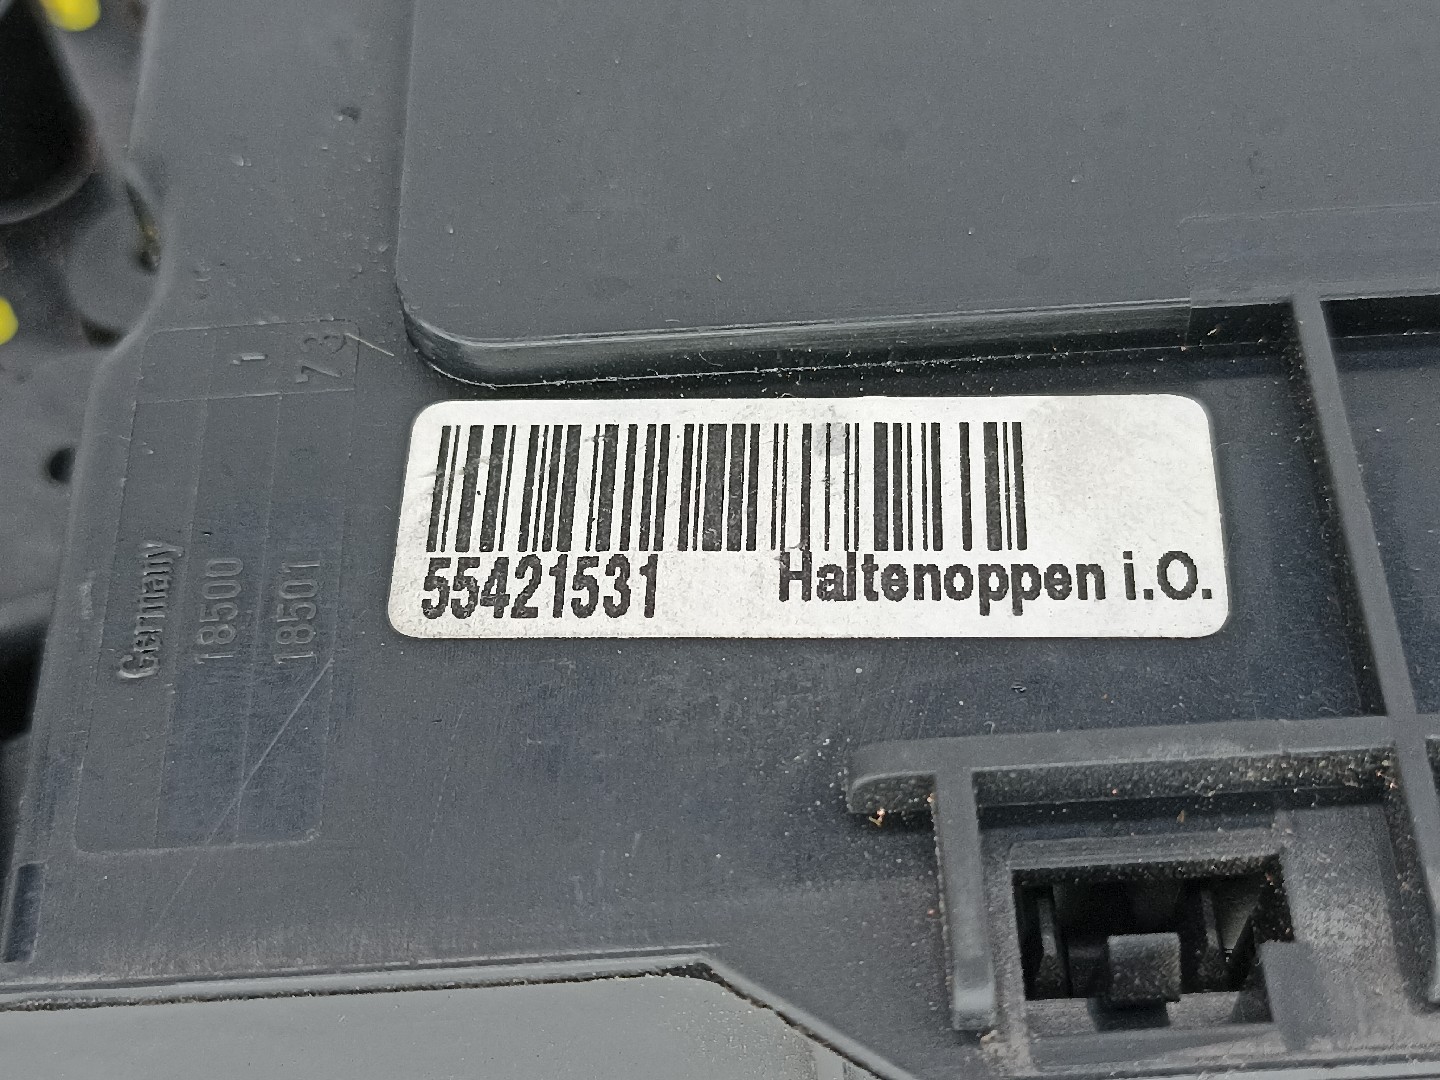 55421531 Haltenoppen i.O.
Germany
18500
18501
73